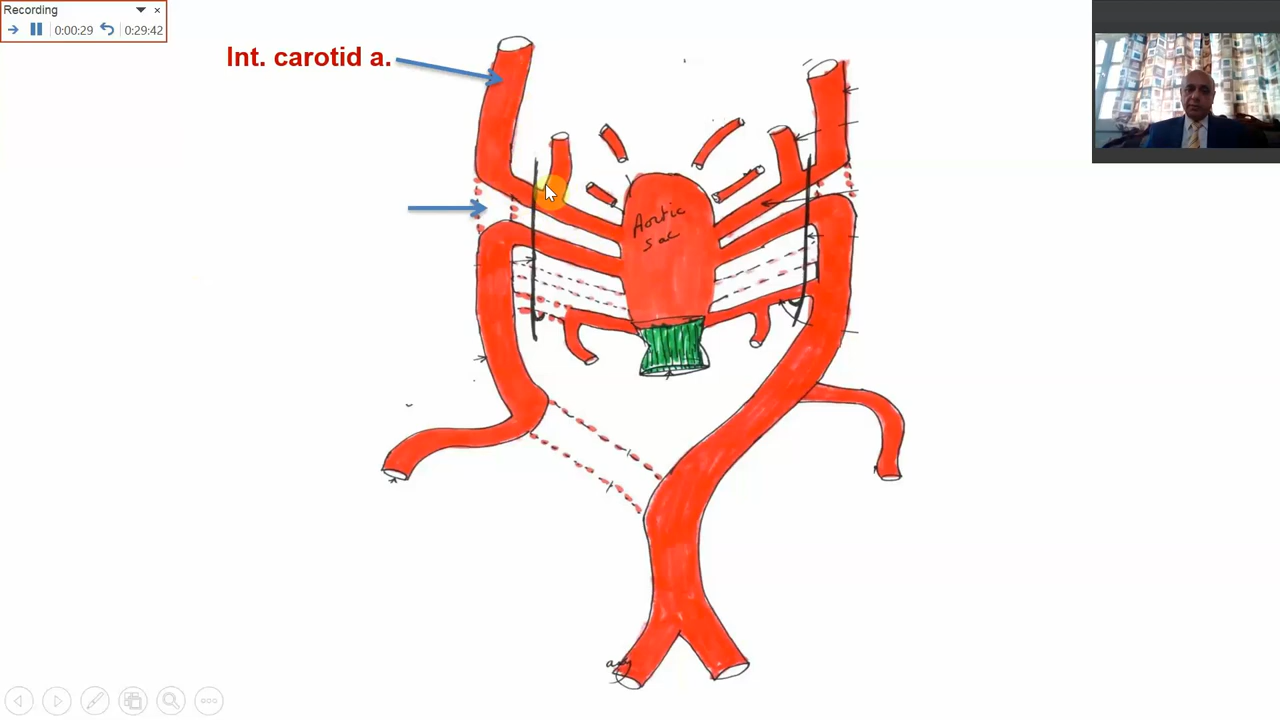 Recording
0:00:29
0:29:42
Int. carotid a.
Aortic
sac